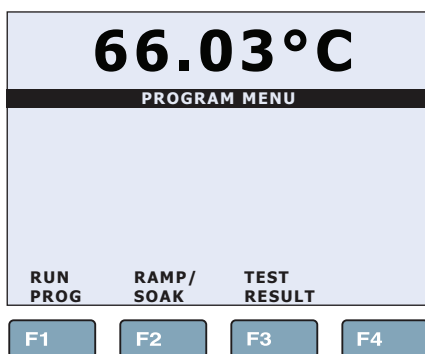 66.03°C
PROGRAM MENU
RUN RAMP/ TEST
PROG SOAK RESULT
F1 F2 F3 F4